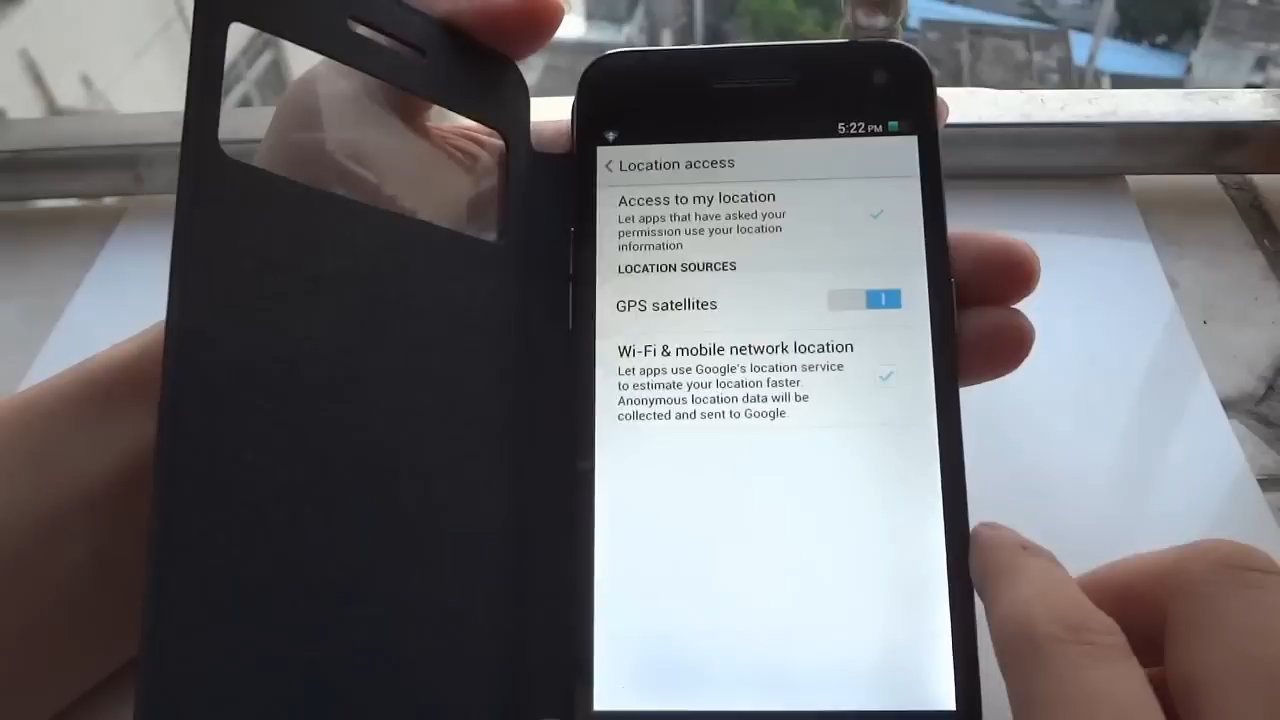 5:22 PM
Location access
Access to my location
Let apps that have asked your
permission use your location
information
LOCATION SOURCES
GPS satellites
Wi-Fi & mobile network location
Let apps use Google's location service
to estimate your location faster.
Anonymous location data will be
collected and sent to Google.